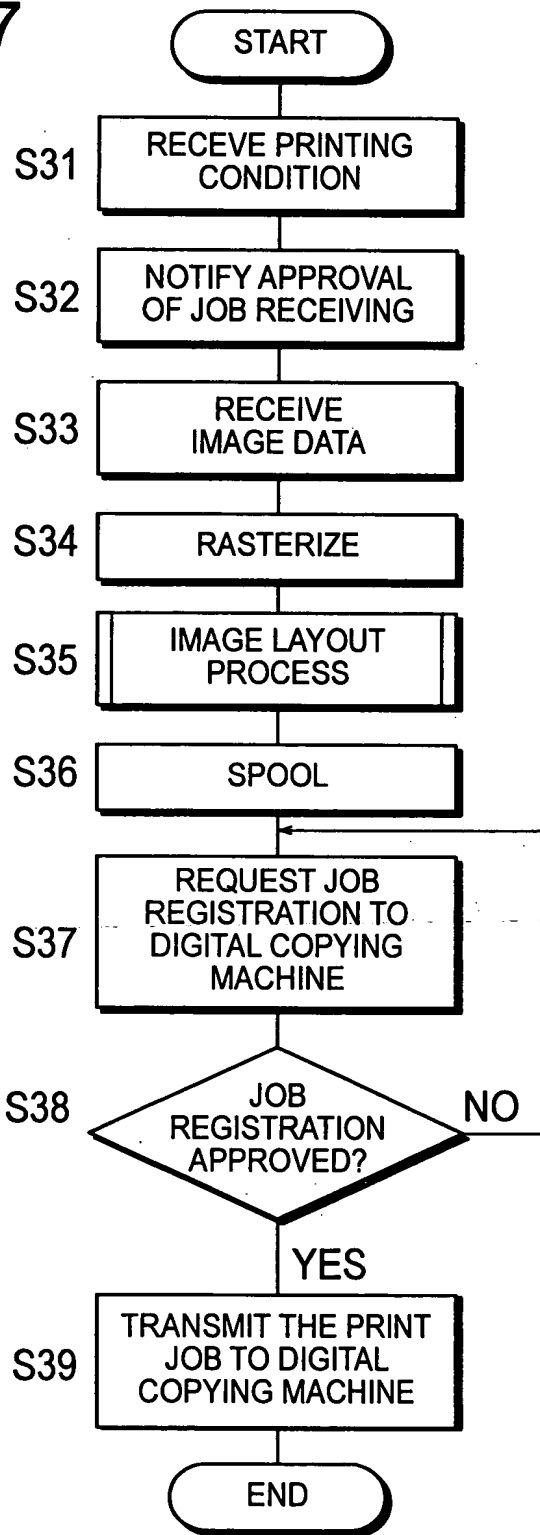 7
START
S31
RECEVE PRINTING
CONDITION
S32
NOTIFY APPROVAL
OF JOB RECEIVING
S33
RECEIVE
IMAGE DATA
S34
RASTERIZE
S35
IMAGE LAYOUT
PROCESS
S36
SPOOL
S37
REQUEST JOB
REGISTRATION TO
DIGITAL COPYING
MACHINE
S38
JOB
REGISTRATION
APPROVED?
NO
YES
S39
TRANSMIT THE PRINT
JOB TO DIGITAL
COPYING MACHINE
END